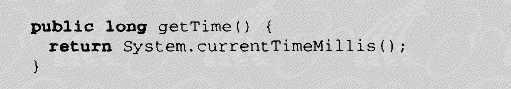 public long getTime() {
  return System.currentTimeMillis();
}